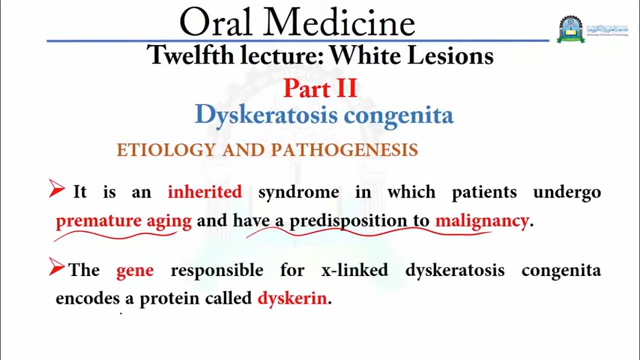 Oral Medicine
Twelfth lecture: White Lesions
Part II
Dyskeratosis congenita
ETIOLOGY AND PATHOGENESIS
It is an inherited syndrome in which patients undergo
premature aging and have a predisposition to malignancy.
The gene responsible for x-linked dyskeratosis congenita
encodes a protein called dyskerin.